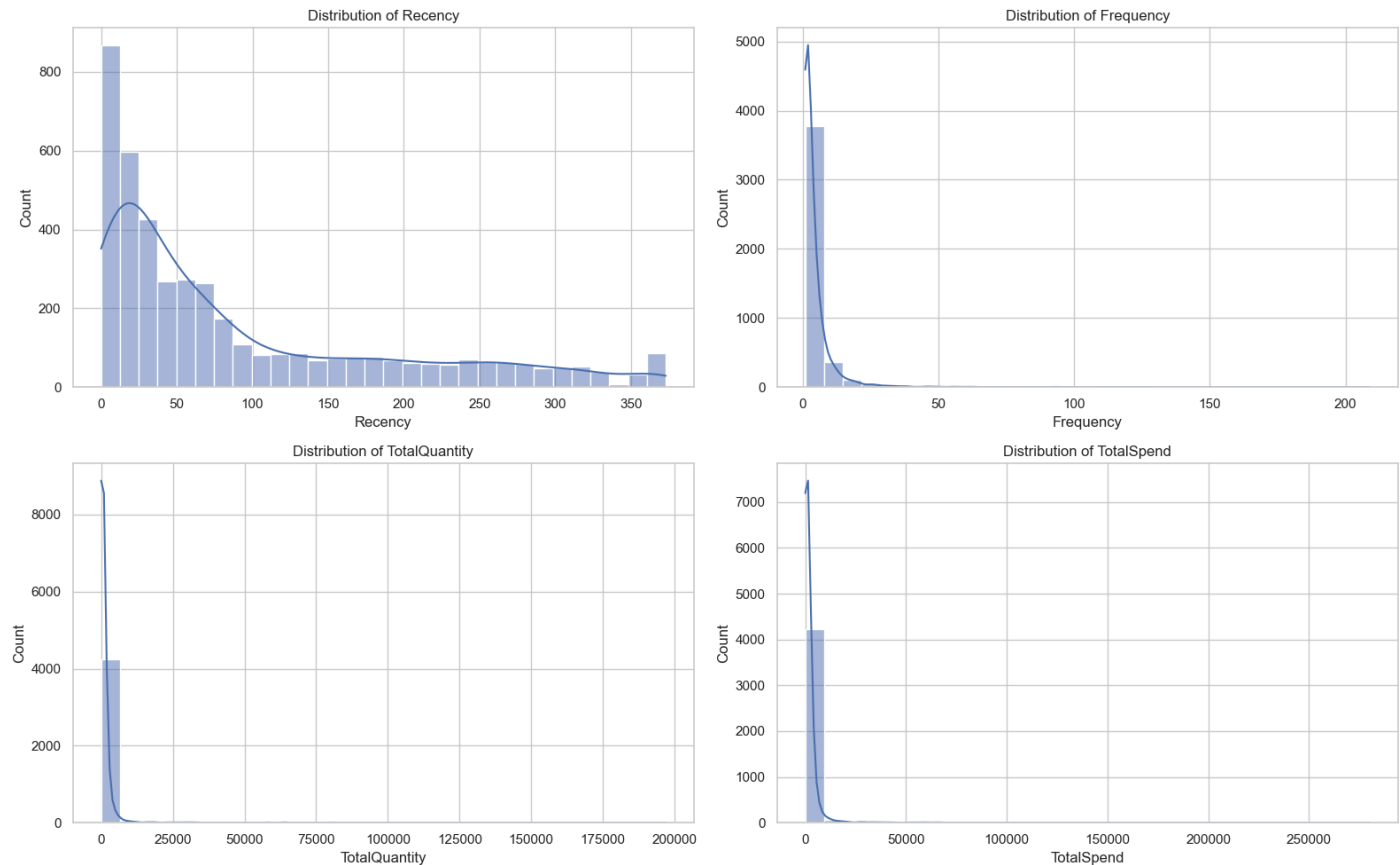 Distribution of Recency
800
600
400
200
0
Count
0 50 100 150 200 250 300 350
Recency
Distribution of Frequency
5000
4000
3000
2000
1000
0
Count
0 50 100 150 200
Frequency
Distribution of TotalQuantity
8000
6000
4000
2000
0
Count
0 25000 50000 75000 100000 125000 150000 175000 200000
TotalQuantity
Distribution of TotalSpend
7000
6000
5000
4000
3000
2000
1000
0
Count
0 50000 100000 150000 200000 250000
TotalSpend